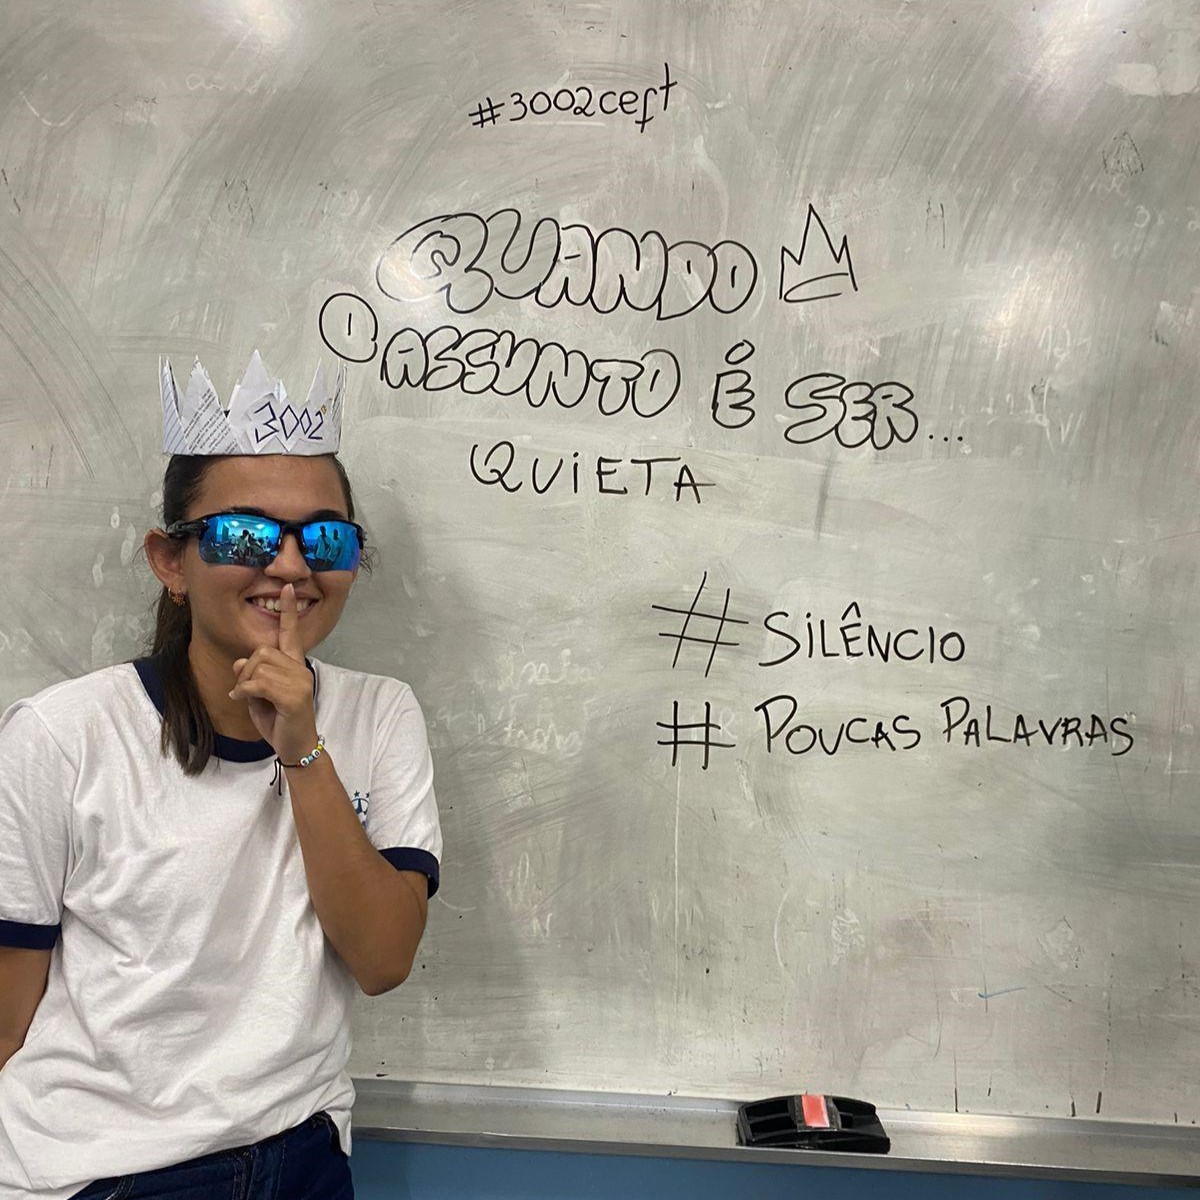 #3002ceft
QUANDO
O ASSUNTO É SER...
QUIETA
3002
# SILÊNCIO
# POUCAS PALAVRAS